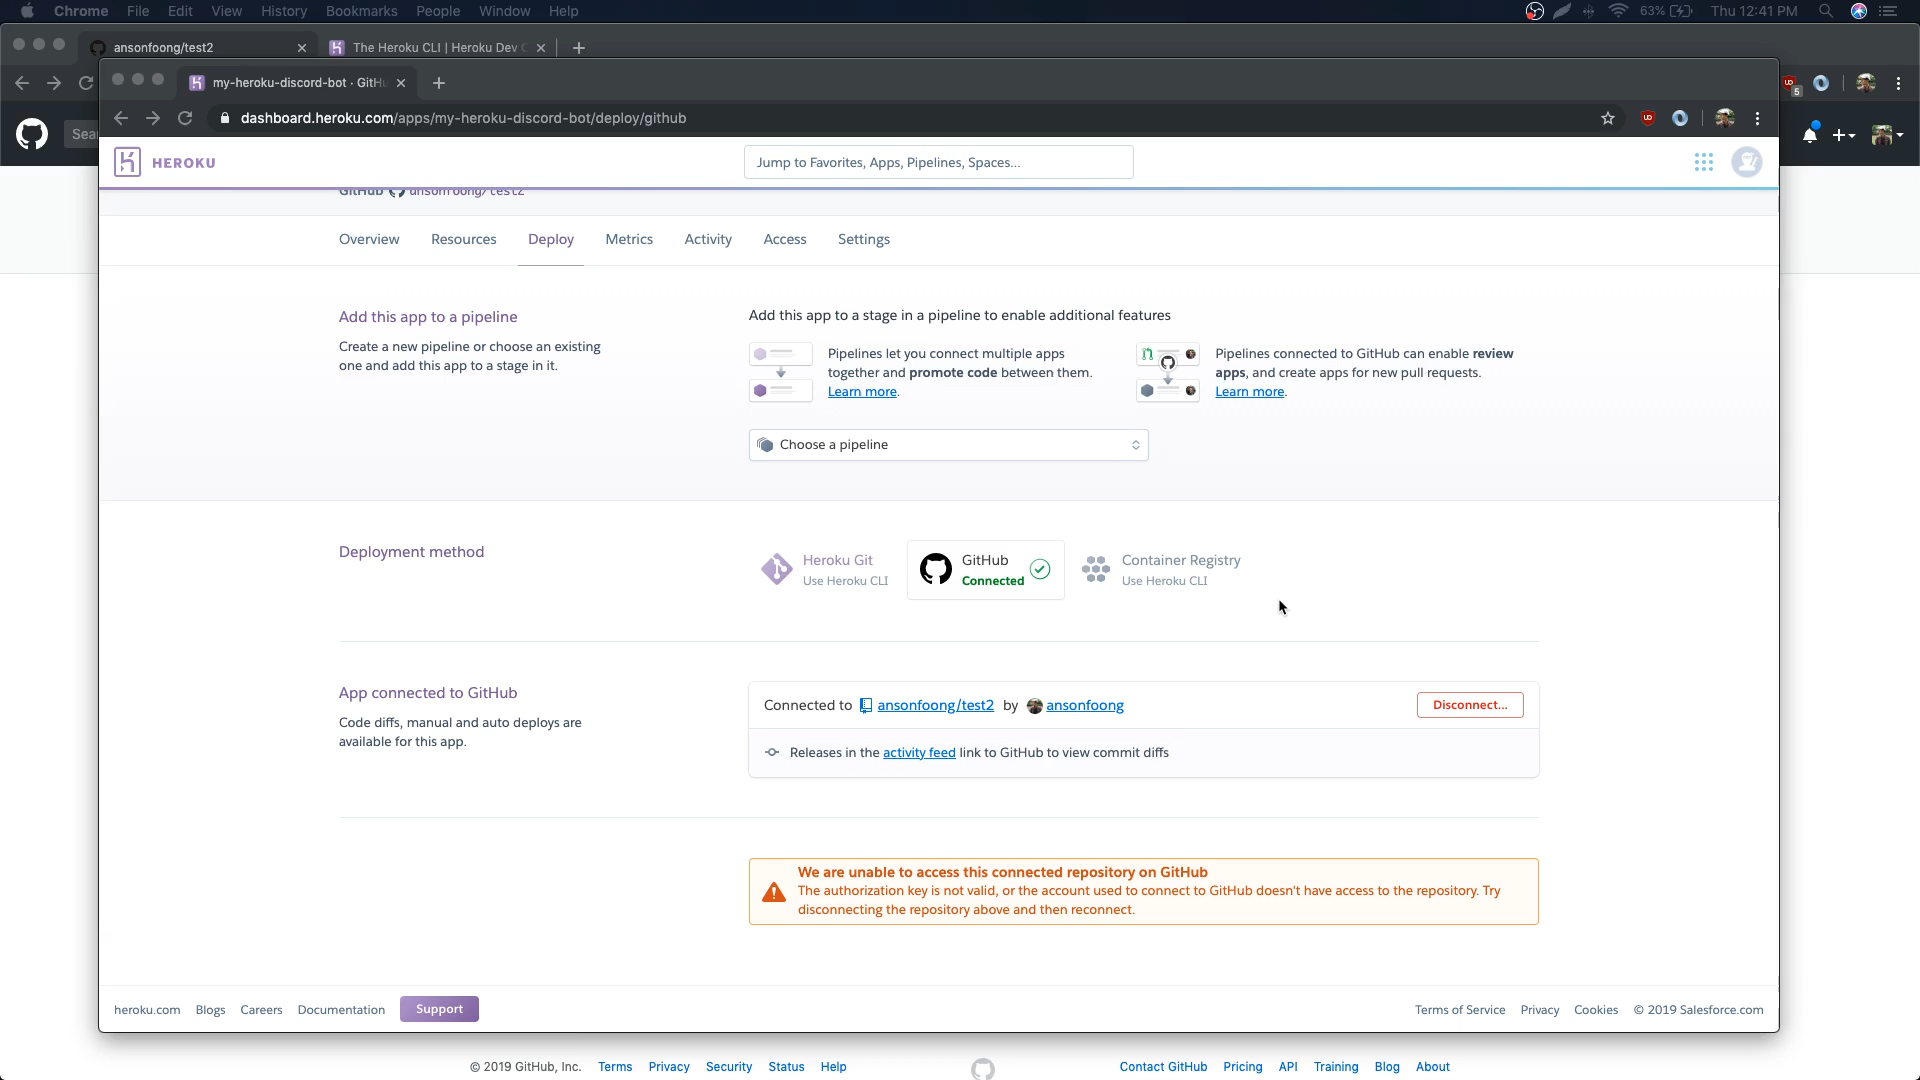 Chrome File Edit View History Bookmarks People Window Help 63% Thu 12:41 PM
ansonfoong/test2 The Heroku CLI | Heroku Dev
my-heroku-discord-bot · GitHu
dashboard.heroku.com/apps/my-heroku-discord-bot/deploy/github
5
Sea
HEROKU
Jump to Favorites, Apps, Pipelines, Spaces...
GitHub ansonfoong/test2
Overview Resources Deploy Metrics Activity Access Settings
Add this app to a pipeline
Create a new pipeline or choose an existing
one and add this app to a stage in it.
Add this app to a stage in a pipeline to enable additional features
Pipelines let you connect multiple apps
together and promote code between them.
Learn more.
Pipelines connected to GitHub can enable review
apps, and create apps for new pull requests.
Learn more.
Choose a pipeline
Deployment method
Heroku Git
Use Heroku CLI
GitHub
Connected
Container Registry
Use Heroku CLI
App connected to GitHub
Code diffs, manual and auto deploys are
available for this app.
Connected to ansonfoong/test2 by ansonfoong
Disconnect...
Releases in the activity feed link to GitHub to view commit diffs
We are unable to access this connected repository on GitHub
The authorization key is not valid, or the account used to connect to GitHub doesn't have access to the repository. Try
disconnecting the repository above and then reconnect.
heroku.com Blogs Careers Documentation Support
Terms of Service Privacy Cookies © 2019 Salesforce.com
© 2019 GitHub, Inc. Terms Privacy Security Status Help
Contact GitHub Pricing API Training Blog About